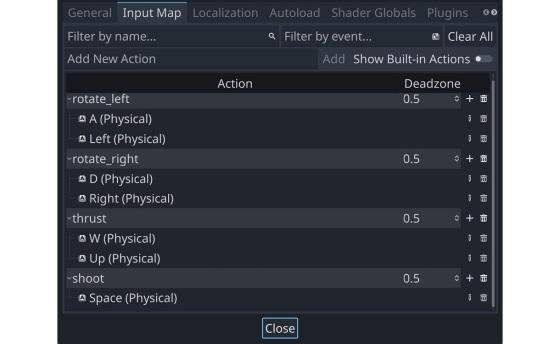 General Input Map Localization Autoload Shader Globals Plugins
Filter by name... Filter by event... Clear All
Add New Action Add Show Built-in Actions
Action Deadzone
rotate_left 0.5
A (Physical)
Left (Physical)
rotate_right 0.5
D (Physical)
Right (Physical)
thrust 0.5
W (Physical)
Up (Physical)
shoot 0.5
Space (Physical)
Close